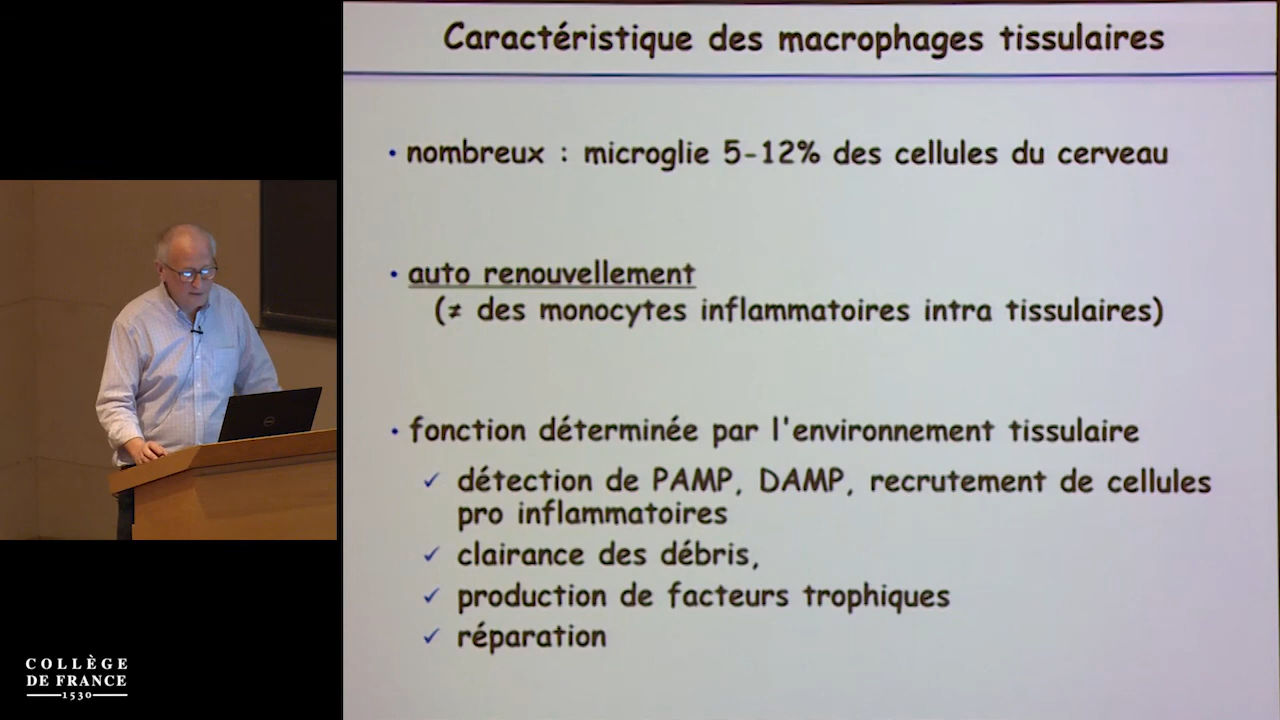 Caractéristique des macrophages tissulaires
• nombreux : microglie 5-12% des cellules du cerveau
• auto renouvellement
(≠ des monocytes inflammatoires intra tissulaires)
• fonction déterminée par l'environnement tissulaire
✓ détection de PAMP, DAMP, recrutement de cellules
pro inflammatoires
✓ clairance des débris,
✓ production de facteurs trophiques
✓ réparation
COLLÈGE
DE FRANCE
1530
DELL